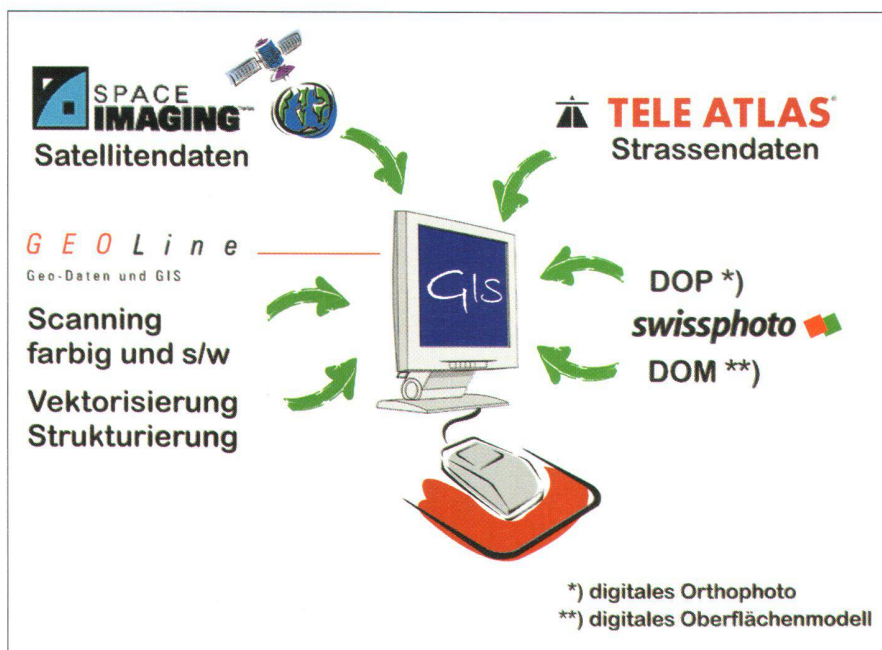 SPACE
IMAGING™
Satellitendaten
TELE ATLAS®
Strassendaten
GEOLine
Geo-Daten und GIS
Scanning
farbig und s/w
Vektorisierung
Strukturierung
GIS
DOP *)
swissphoto
DOM **)
*) digitales Orthophoto
**) digitales Oberflächenmodell